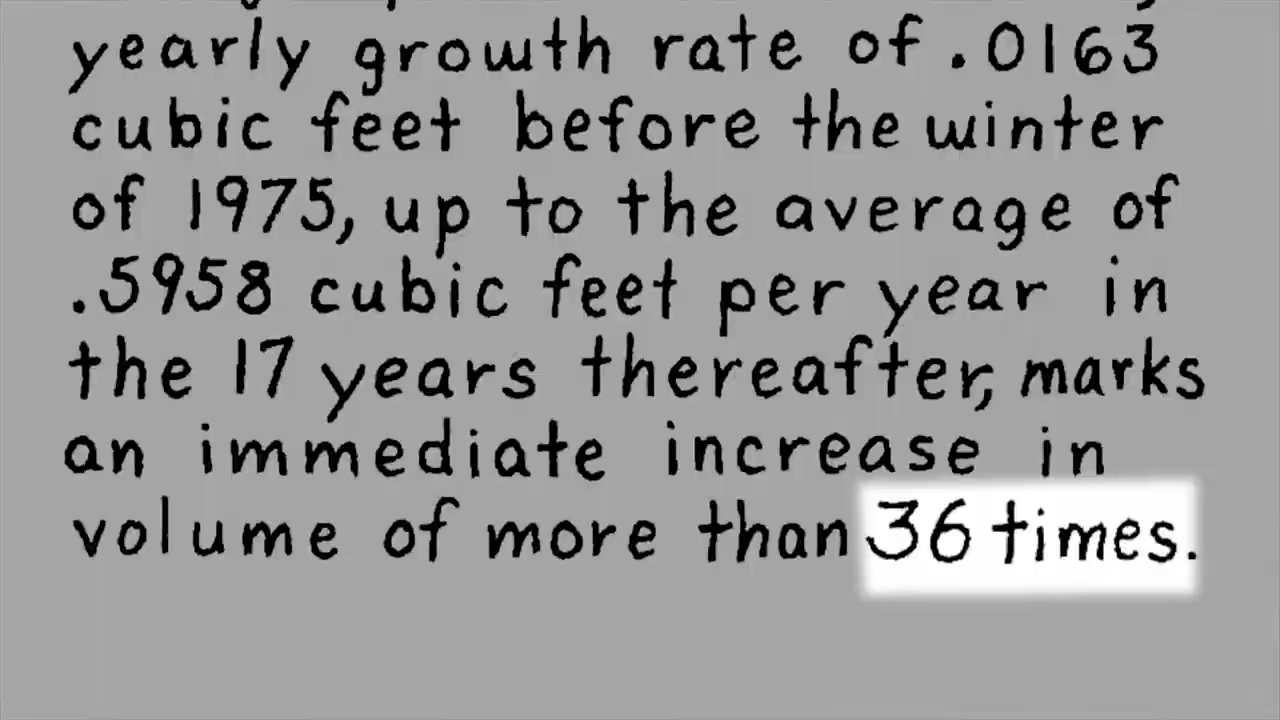 yearly growth rate of .0163
cubic feet before the winter
of 1975, up to the average of
.5958 cubic feet per year in
the 17 years thereafter, marks
an immediate increase in
volume of more than 36 times.